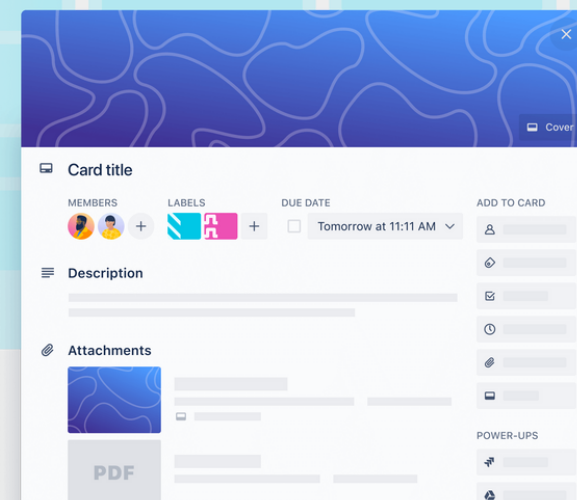 Cover
Card title
MEMBERS
LABELS
DUE DATE
ADD TO CARD
Tomorrow at 11:11 AM
Description
Attachments
POWER-UPS
PDF